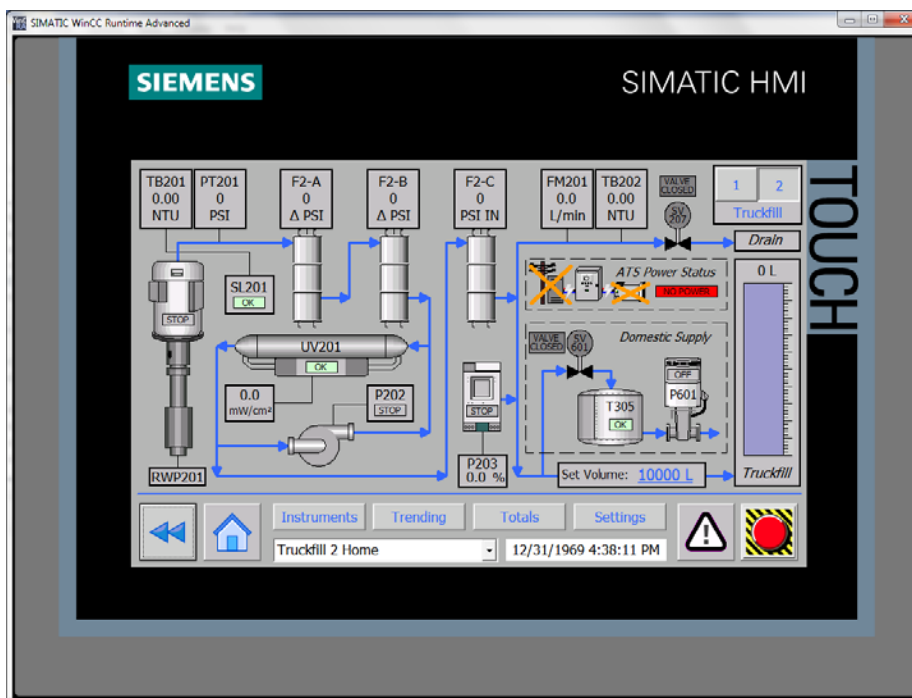 SIMATIC WinCC Runtime Advanced
SIEMENS
SIMATIC HMI
TOUCH
TB201
0.00
NTU
PT201
0
PSI
F2-A
0
Δ PSI
F2-B
0
Δ PSI
F2-C
0
PSI IN
FM201
0.0
L/min
TB202
0.00
NTU
VALVE
CLOSED
SV
207
1
2
Truckfill
Drain
SL201
OK
STOP
ATS Power Status
NO POWER
0 L
UV201
OK
VALVE
CLOSED
SV
601
Domestic Supply
0.0
mW/cm²
P202
STOP
STOP
OFF
P601
T305
OK
RWP201
P203
0.0 %
Set Volume: 10000 L
Truckfill
Instruments
Trending
Totals
Settings
Truckfill 2 Home
12/31/1969 4:38:11 PM